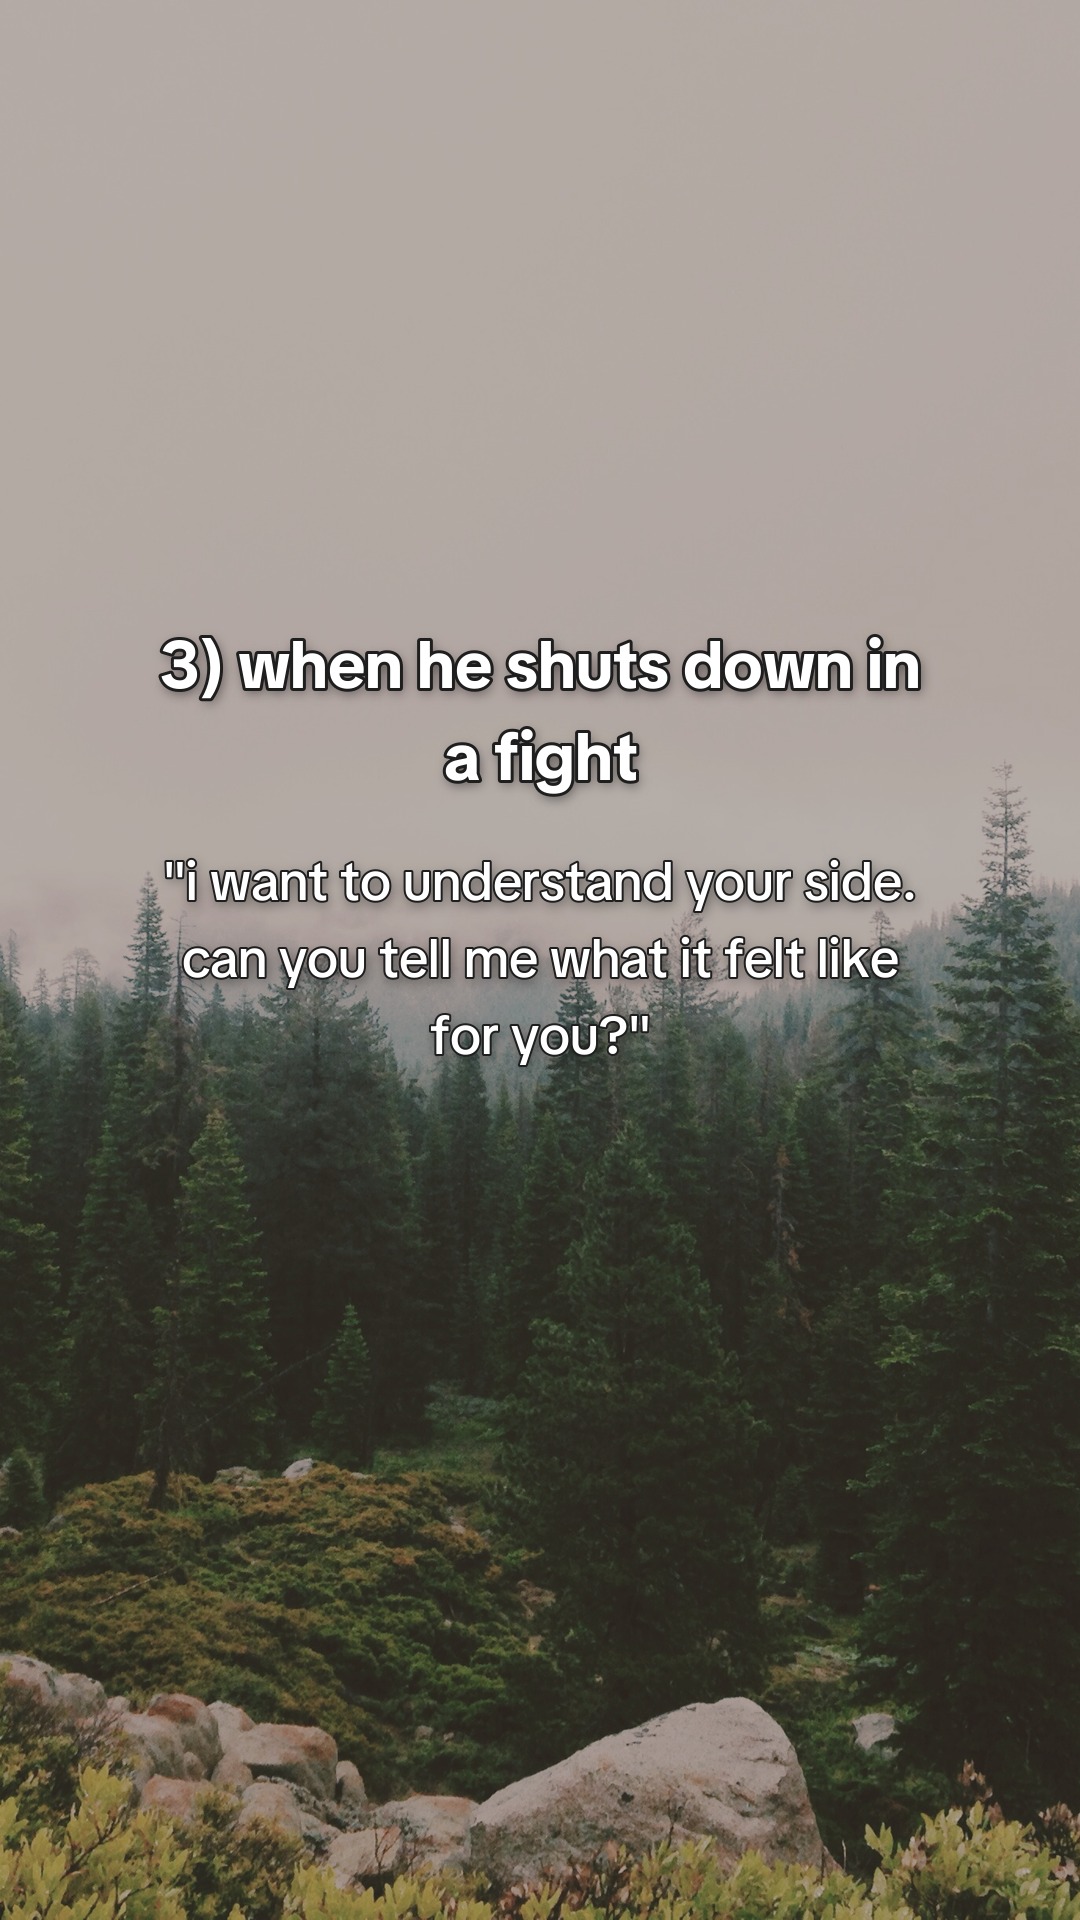 3) when he shuts down in
a fight
"i want to understand your side.
can you tell me what it felt like
for you?"